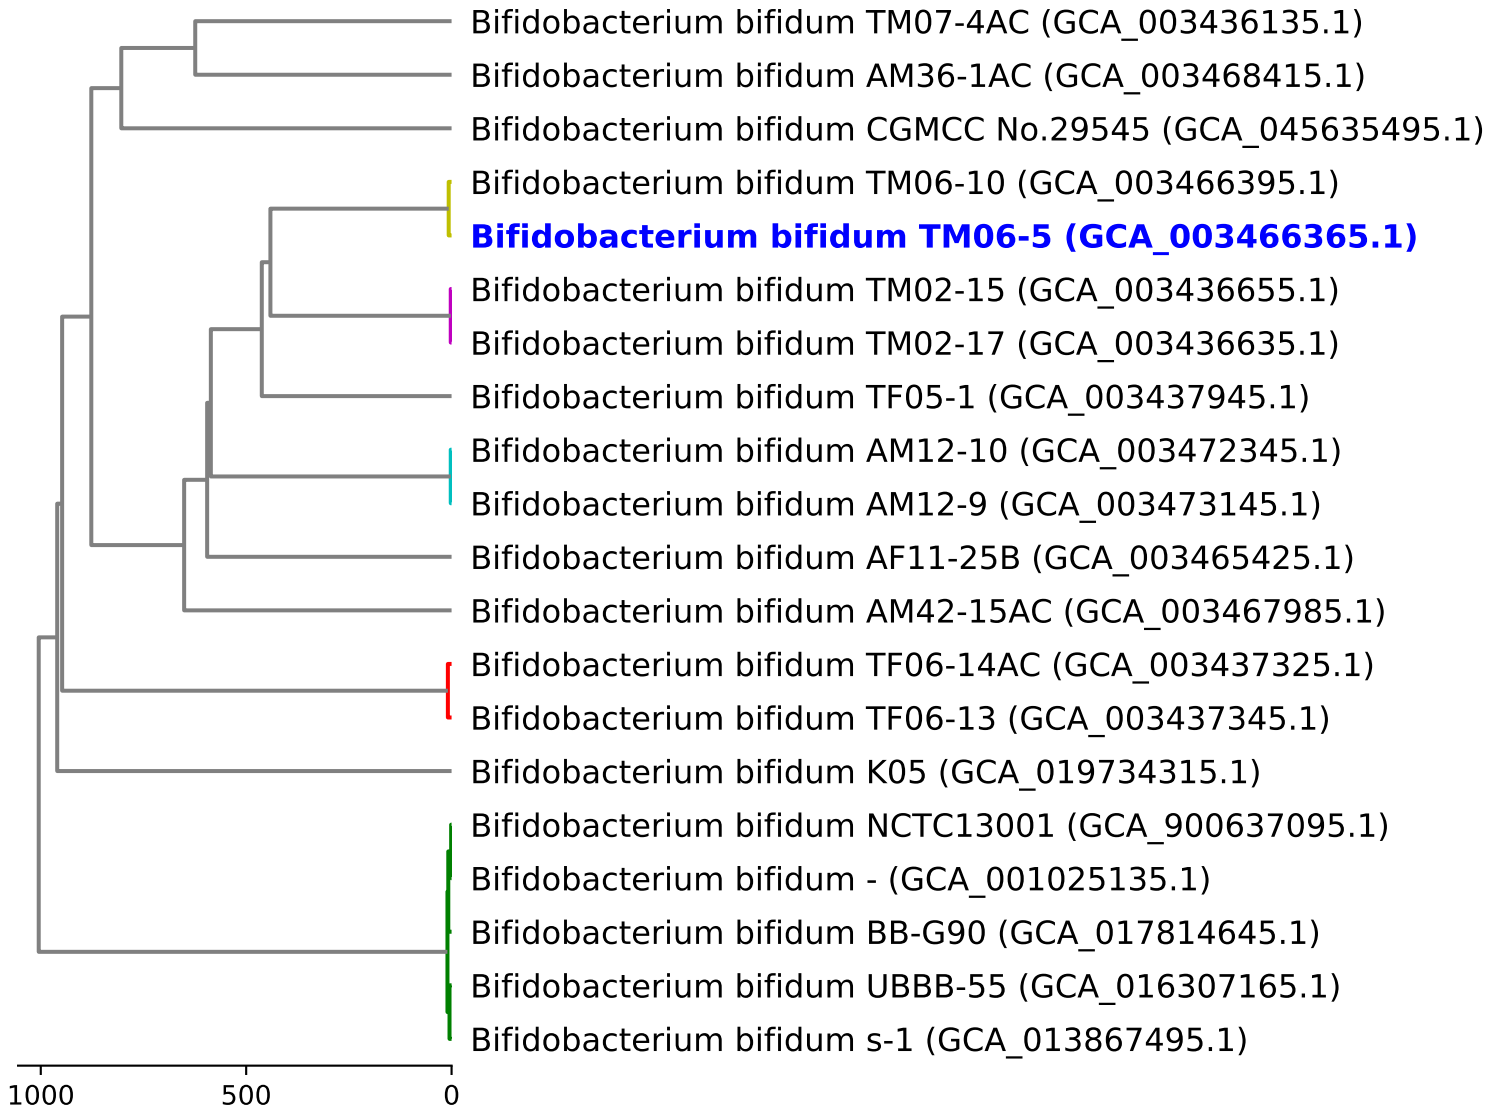 Bifidobacterium bifidum TM07-4AC (GCA_003436135.1)
Bifidobacterium bifidum AM36-1AC (GCA_003468415.1)
Bifidobacterium bifidum CGMCC No.29545 (GCA_045635495.1)
Bifidobacterium bifidum TM06-10 (GCA_003466395.1)
Bifidobacterium bifidum TM06-5 (GCA_003466365.1)
Bifidobacterium bifidum TM02-15 (GCA_003436655.1)
Bifidobacterium bifidum TM02-17 (GCA_003436635.1)
Bifidobacterium bifidum TF05-1 (GCA_003437945.1)
Bifidobacterium bifidum AM12-10 (GCA_003472345.1)
Bifidobacterium bifidum AM12-9 (GCA_003473145.1)
Bifidobacterium bifidum AF11-25B (GCA_003465425.1)
Bifidobacterium bifidum AM42-15AC (GCA_003467985.1)
Bifidobacterium bifidum TF06-14AC (GCA_003437325.1)
Bifidobacterium bifidum TF06-13 (GCA_003437345.1)
Bifidobacterium bifidum K05 (GCA_019734315.1)
Bifidobacterium bifidum NCTC13001 (GCA_900637095.1)
Bifidobacterium bifidum - (GCA_001025135.1)
Bifidobacterium bifidum BB-G90 (GCA_017814645.1)
Bifidobacterium bifidum UBBB-55 (GCA_016307165.1)
Bifidobacterium bifidum s-1 (GCA_013867495.1)
1000 500 0